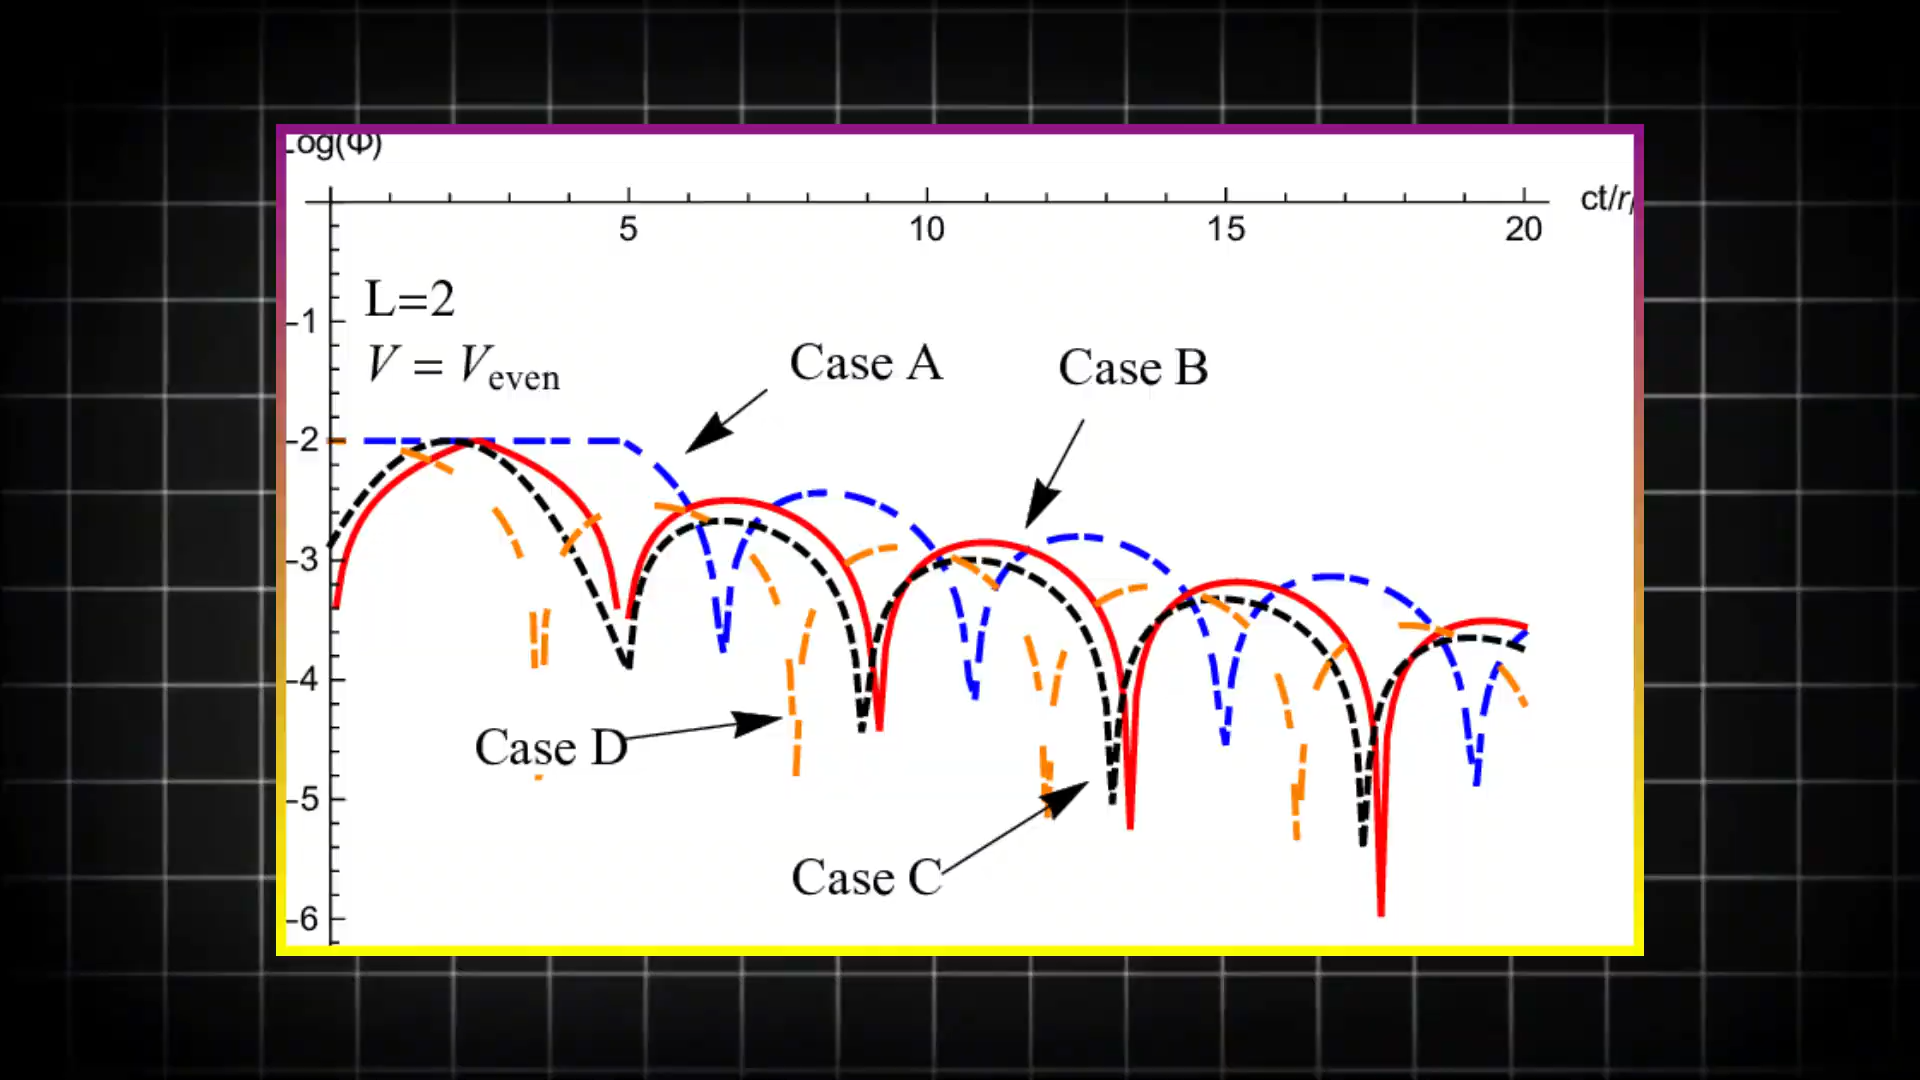 Log(Φ)
ct/r
5 10 15 20
L=2
V = Veven
-1
Case A
Case B
-2
-3
-4
Case D
-5
Case C
-6